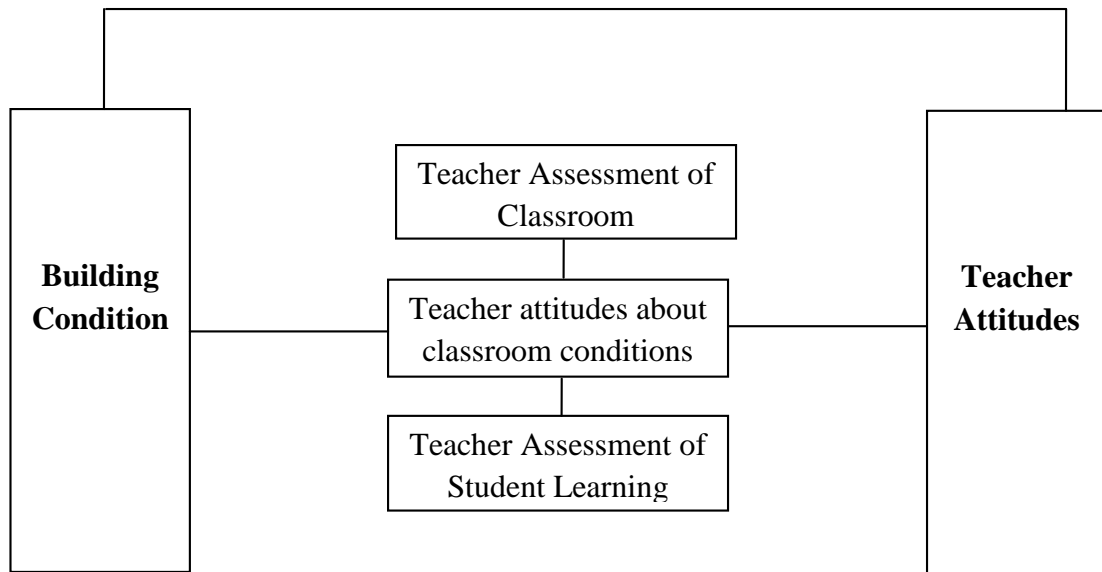 Teacher Assessment of
Classroom
Building
Condition
Teacher attitudes about
classroom conditions
Teacher
Attitudes
Teacher Assessment of
Student Learning